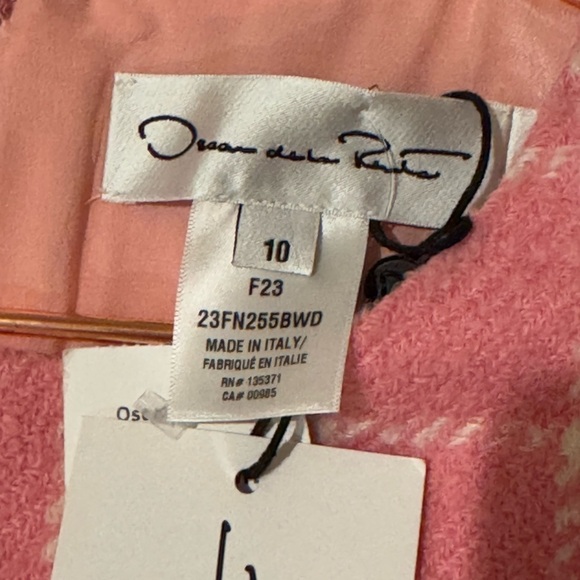 Oscar de la Renta
10
F23
23FN255BWD
MADE IN ITALY/
FABRIQUÉ EN ITALIE
RN# 135371
CA# 00985